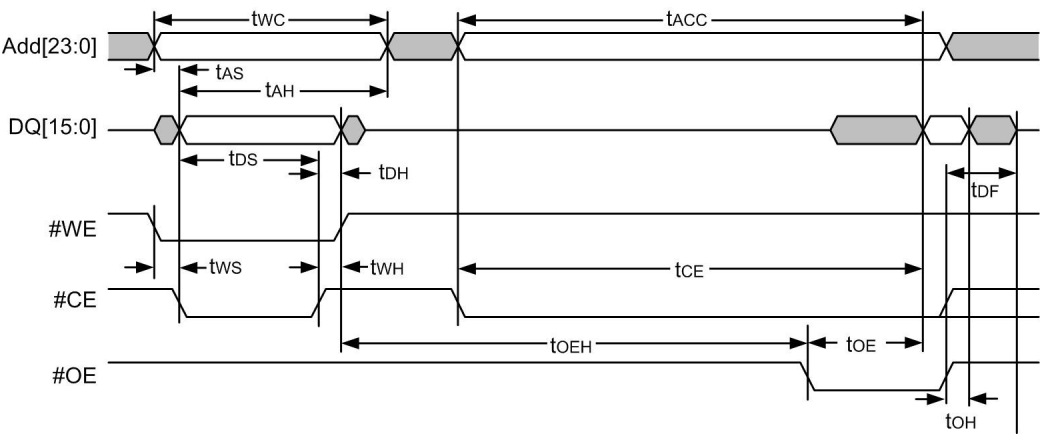 tWC tACC
Add[23:0]
tAS
tAH
DQ[15:0]
tDS
tDH
tDF
#WE
tWS tWH tCE
#CE
tOEH tOE
#OE
tOH